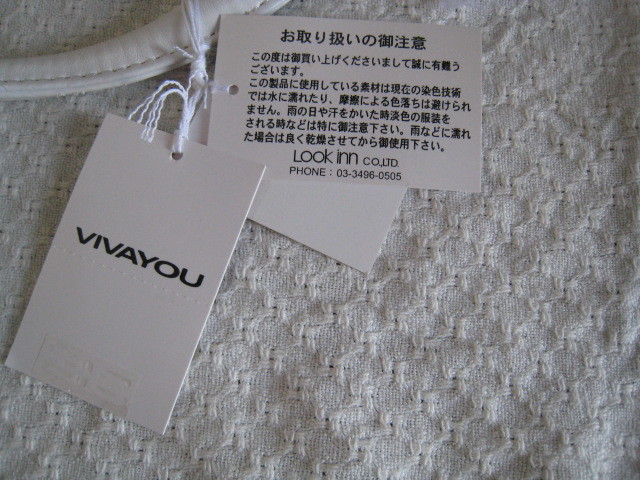 お取り扱いの御注意
この度は御買い上げくださいまして誠に有難う
ございます。
この製品に使用している素材は現在の染色技術
では水に濡れたり、摩擦による色落ちは避けられ
ません。雨の日や汗をかいた時淡色の服装を
される時などは特に御注意下さい。雨などに濡れ
た場合は良く乾燥させてから御使用下さい。
Look inn CO.,LTD.
PHONE : 03-3496-0505
VIVAYOU